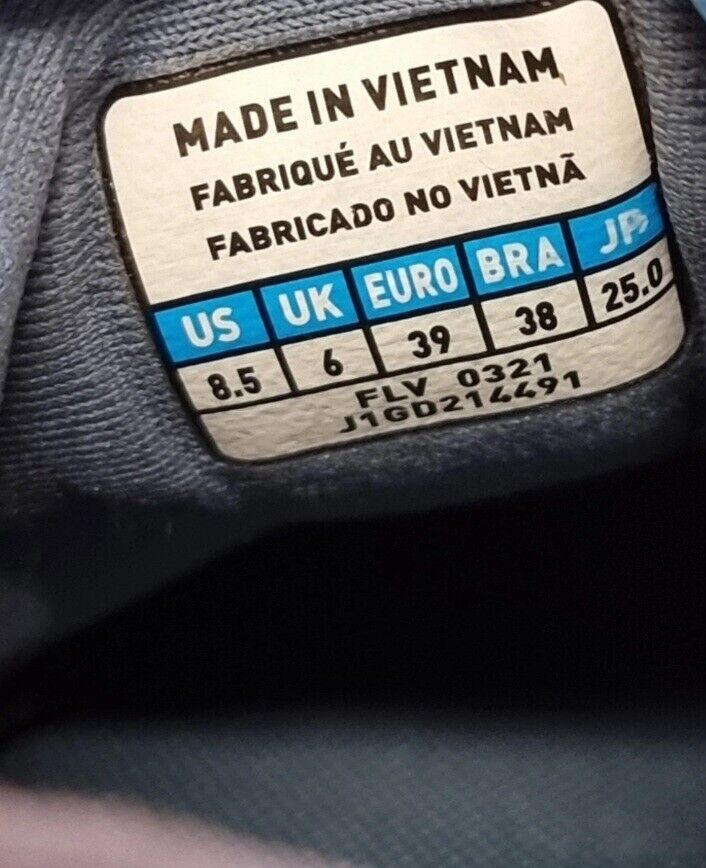 MADE IN VIETNAM
FABRIQUÉ AU VIETNAM
FABRICADO NO VIETNÃ
US UK EURO BRA JP
8.5 6 39 38 25.0
FLV 0321
J1GD214491